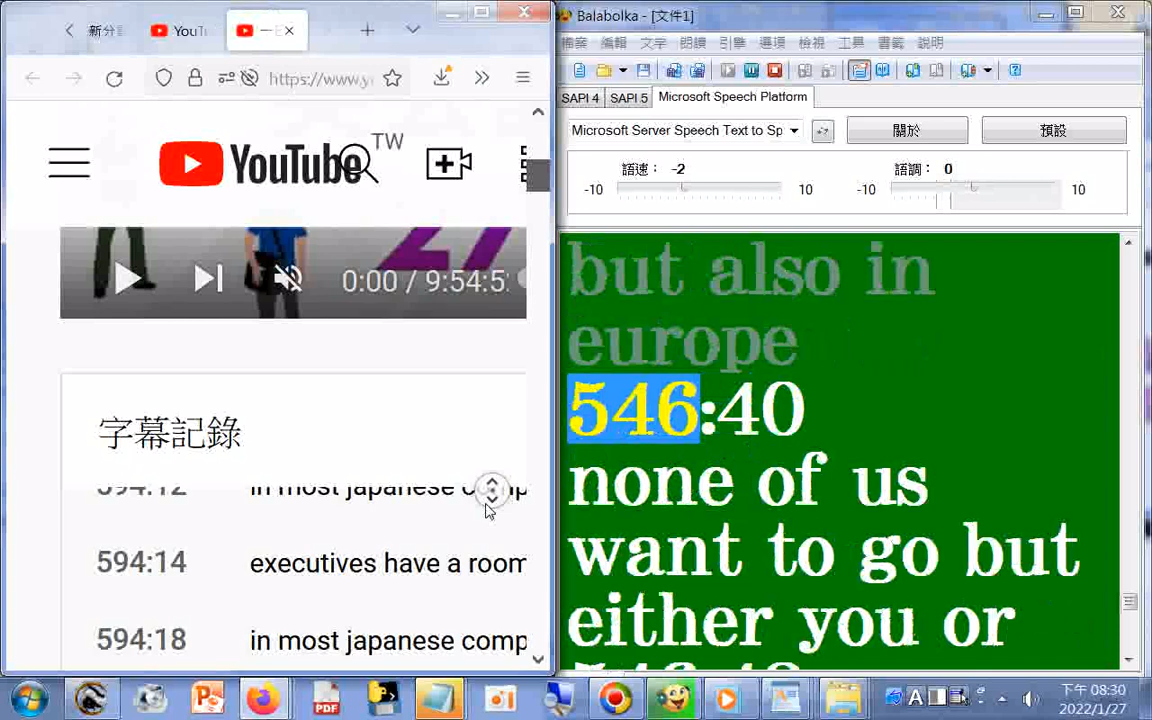 新分
YouT
一 E
https://www.y
YouTube
TW
27
0:00 / 9:54:5
字幕記錄
594:12 in most japanese comp
594:14 executives have a room
594:18 in most japanese comp
Balabolka - [文件1]
檔案 編輯 文字 朗讀 引擎 選項 檢視 工具 書籤 說明
SAPI 4 SAPI 5 Microsoft Speech Platform
Microsoft Server Speech Text to Sp
關於
預設
語速: -2
-10 10
語調: 0
-10 10
but also in
europe
546:40
none of us
want to go but
either you or
PDF
A
下午 08:30
2022/1/27